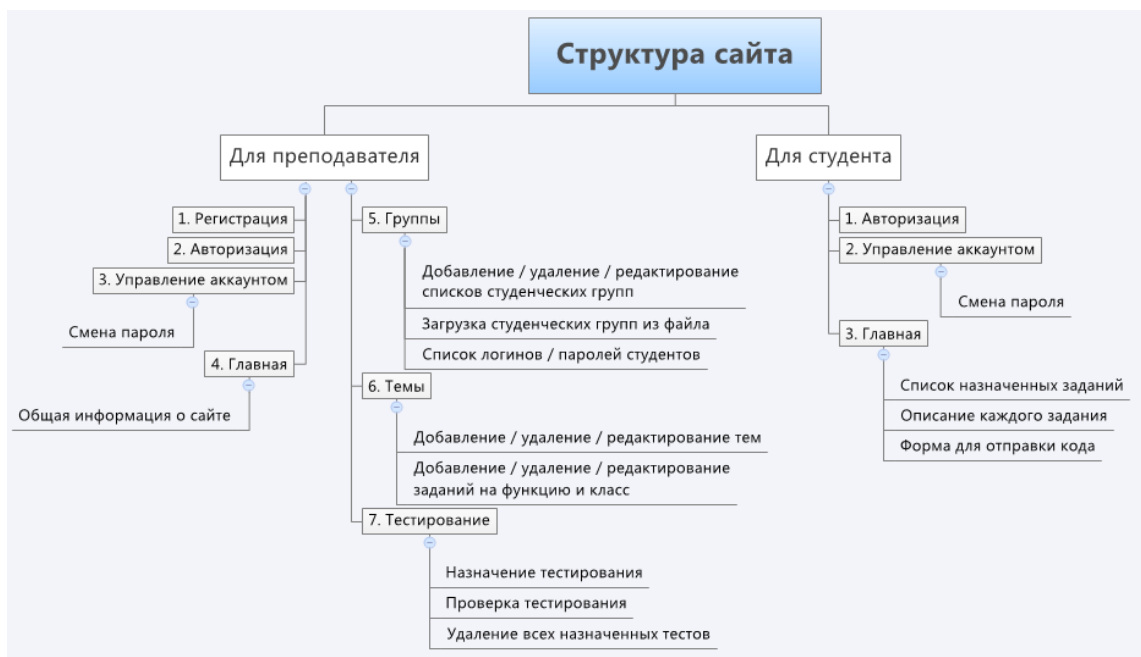 Структура сайта
Для преподавателя
1. Регистрация
2. Авторизация
3. Управление аккаунтом
Смена пароля
4. Главная
Общая информация о сайте
5. Группы
Добавление / удаление / редактирование
списков студенческих групп
Загрузка студенческих групп из файла
Список логинов / паролей студентов
6. Темы
Добавление / удаление / редактирование тем
Добавление / удаление / редактирование
заданий на функцию и класс
7. Тестирование
Назначение тестирования
Проверка тестирования
Удаление всех назначенных тестов
Для студента
1. Авторизация
2. Управление аккаунтом
Смена пароля
3. Главная
Список назначенных заданий
Описание каждого задания
Форма для отправки кода